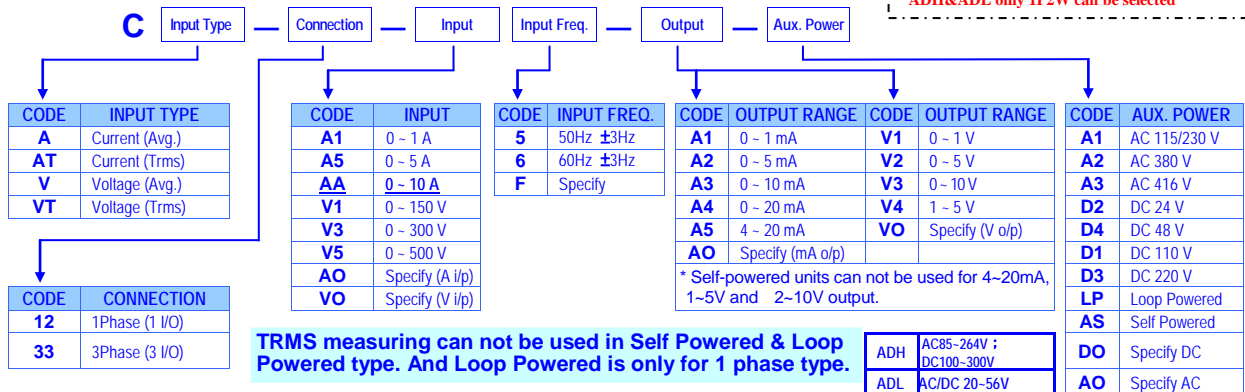 ADH&ADL only 1P2W can be selected
C Input Type — Connection — Input Input Freq. — Output — Aux. Power
CODE INPUT TYPE
A Current (Avg.)
AT Current (Trms)
V Voltage (Avg.)
VT Voltage (Trms)
CODE CONNECTION
12 1Phase (1 I/O)
33 3Phase (3 I/O)
CODE INPUT
A1 0 ~ 1 A
A5 0 ~ 5 A
AA 0 ~ 10 A
V1 0 ~ 150 V
V3 0 ~ 300 V
V5 0 ~ 500 V
AO Specify (A i/p)
VO Specify (V i/p)
CODE INPUT FREQ.
5 50Hz ±3Hz
6 60Hz ±3Hz
F Specify
CODE OUTPUT RANGE CODE OUTPUT RANGE
A1 0 ~ 1 mA V1 0 ~ 1 V
A2 0 ~ 5 mA V2 0 ~ 5 V
A3 0 ~ 10 mA V3 0 ~ 10 V
A4 0 ~ 20 mA V4 1 ~ 5 V
A5 4 ~ 20 mA VO Specify (V o/p)
AO Specify (mA o/p)
* Self-powered units can not be used for 4~20mA,
1~5V and 2~10V output.
CODE AUX. POWER
A1 AC 115/230 V
A2 AC 380 V
A3 AC 416 V
D2 DC 24 V
D4 DC 48 V
D1 DC 110 V
D3 DC 220 V
LP Loop Powered
AS Self Powered
DO Specify DC
AO Specify AC
TRMS measuring can not be used in Self Powered & Loop
Powered type. And Loop Powered is only for 1 phase type.
ADH AC85~264V ;
DC100~300V
ADL AC/DC 20~56V